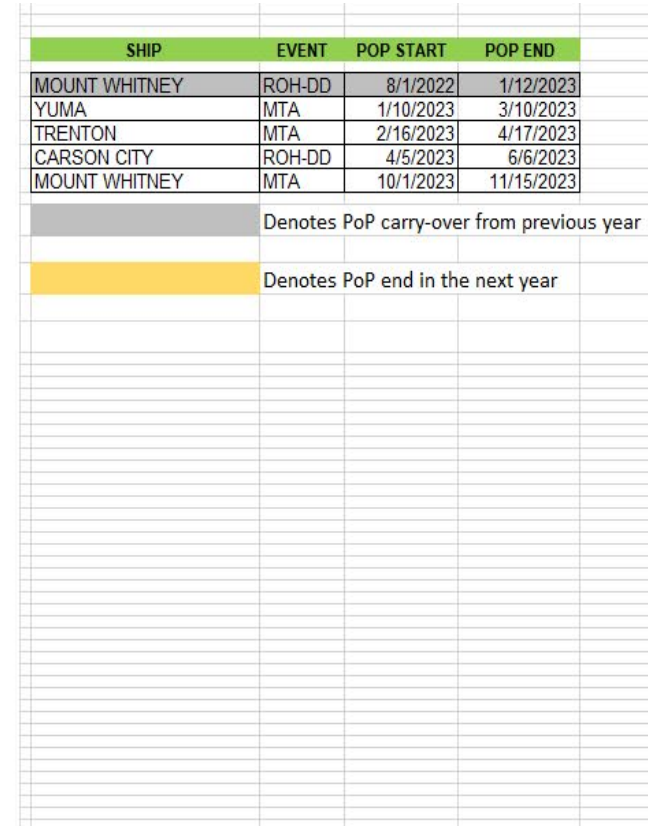 SHIP EVENT POP START POP END
MOUNT WHITNEY ROH-DD 8/1/2022 1/12/2023
YUMA MTA 1/10/2023 3/10/2023
TRENTON MTA 2/16/2023 4/17/2023
CARSON CITY ROH-DD 4/5/2023 6/6/2023
MOUNT WHITNEY MTA 10/1/2023 11/15/2023
Denotes PoP carry-over from previous year
Denotes PoP end in the next year